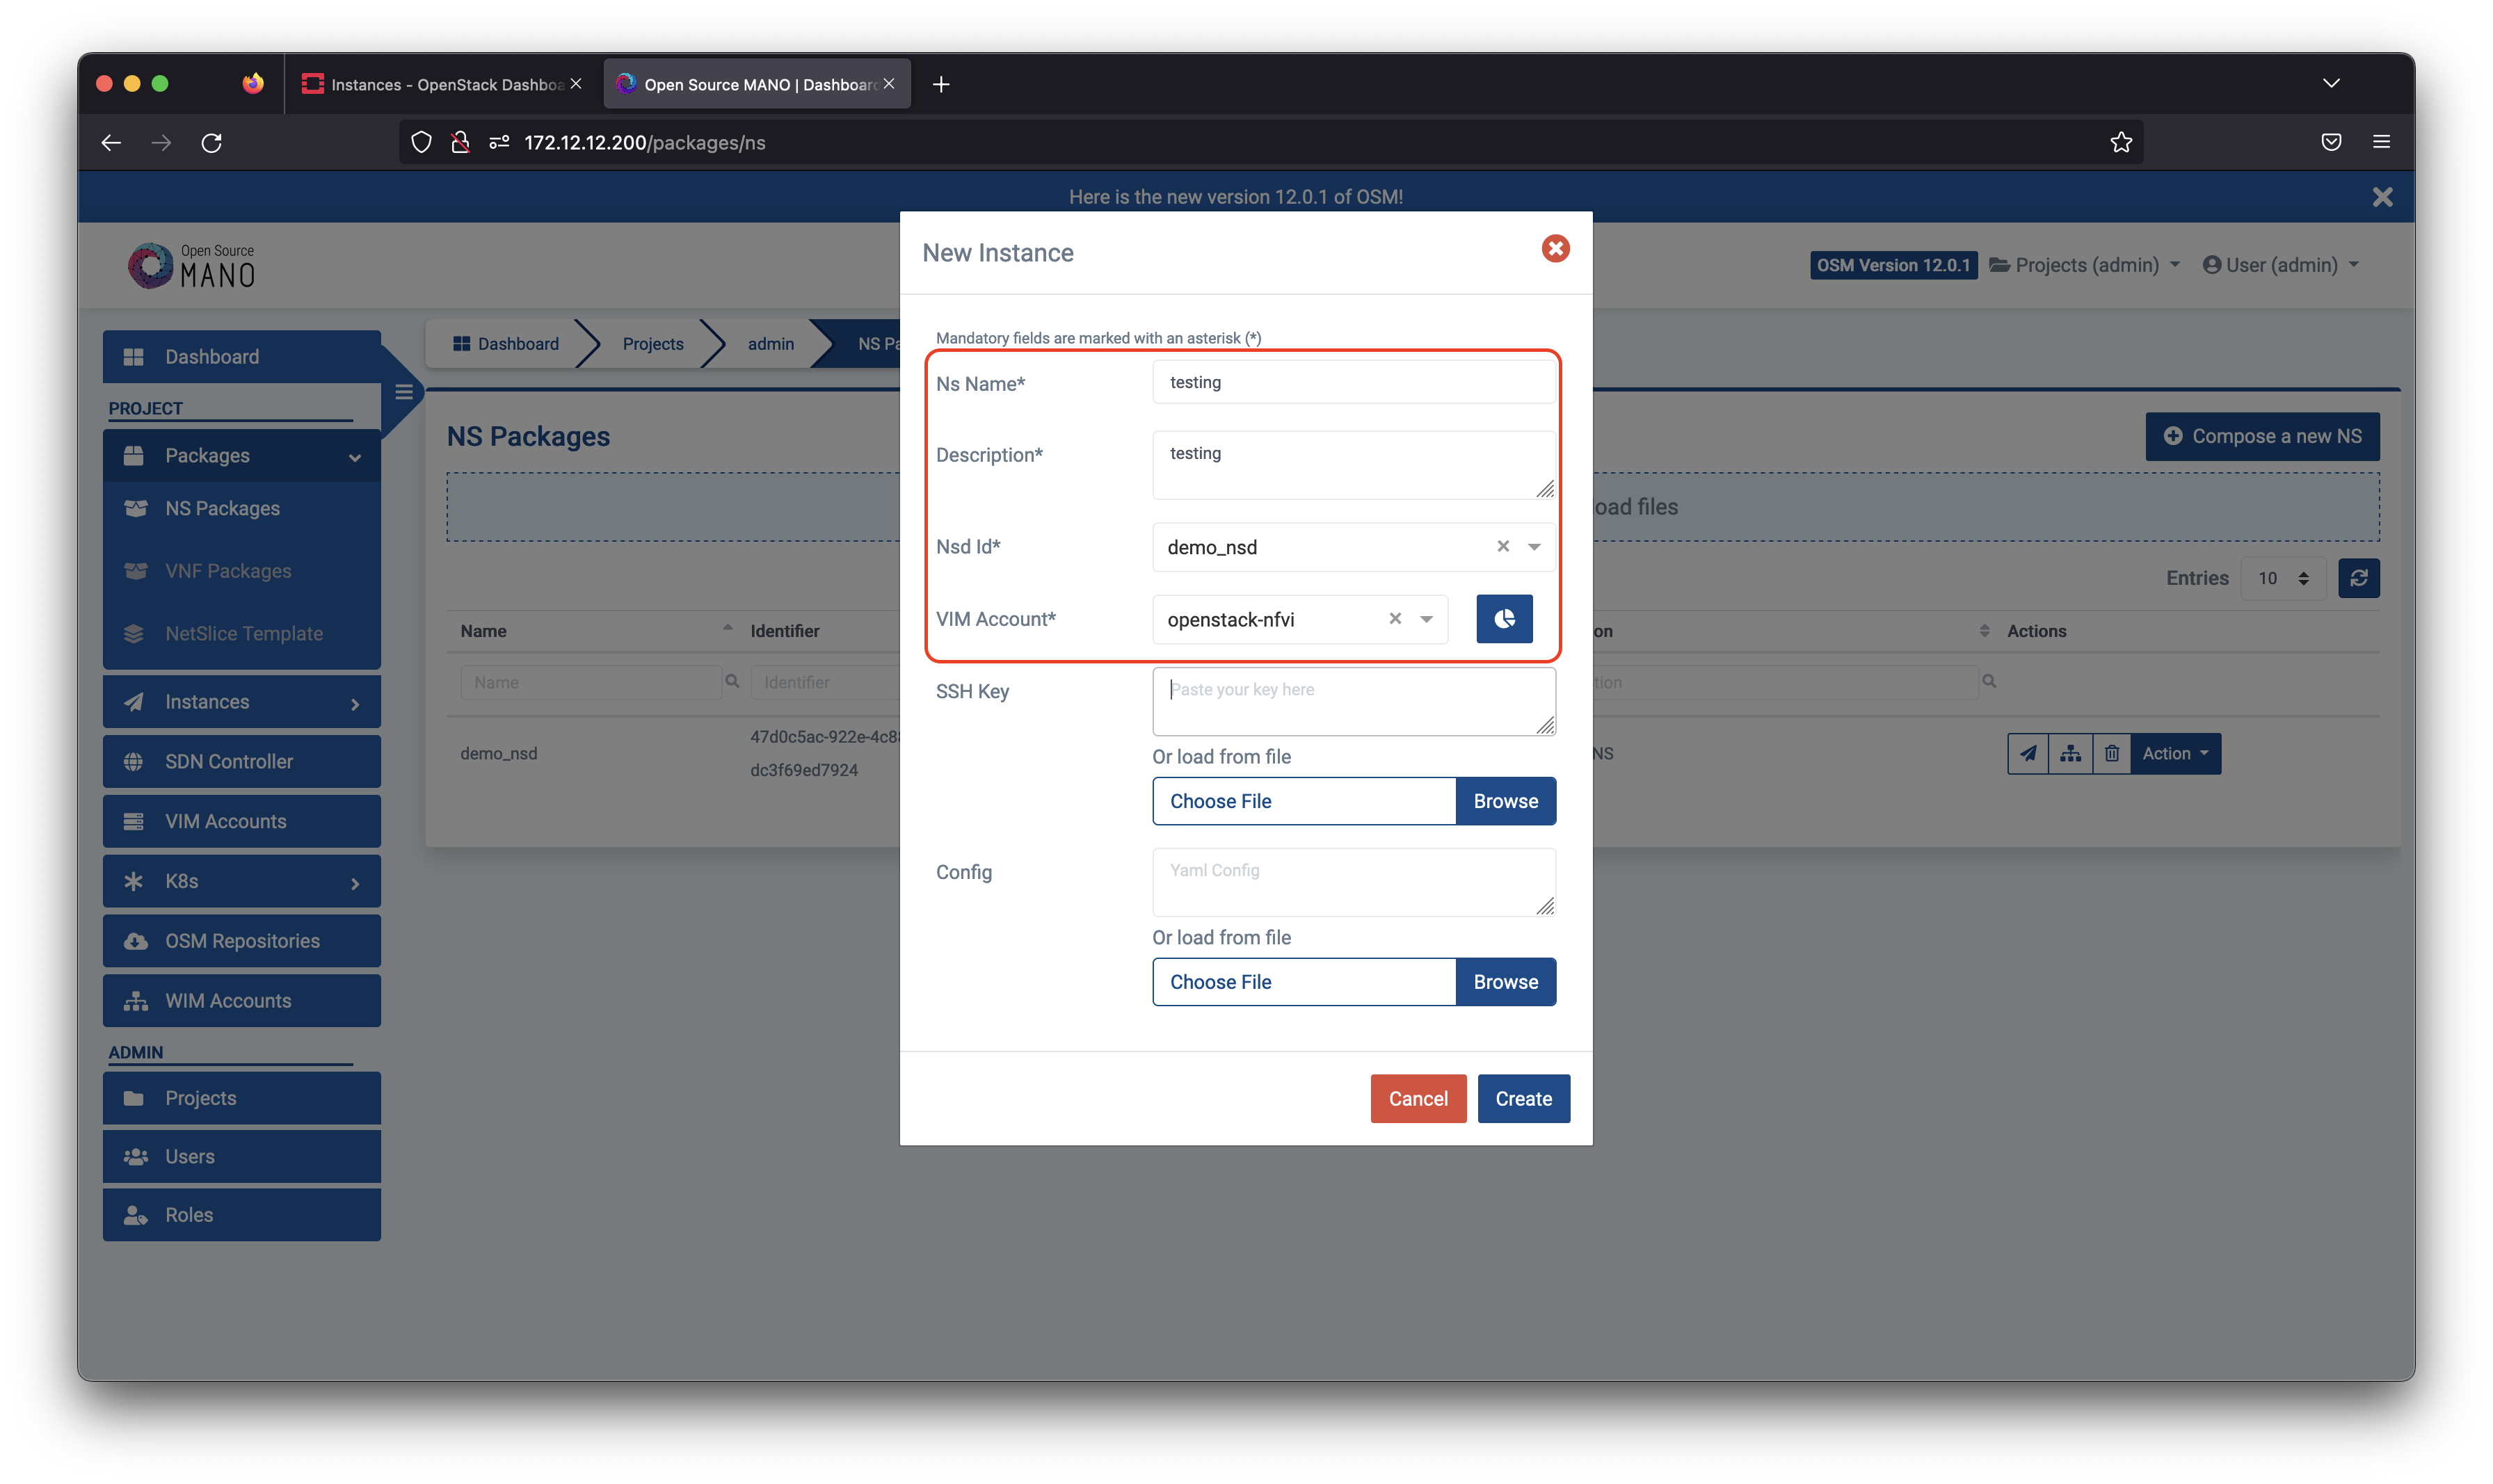 Instances - OpenStack Dashboa
Open Source MANO | Dashboard
172.12.12.200/packages/ns
Here is the new version 12.0.1 of OSM!
Open Source
MANO
OSM Version 12.0.1
Projects (admin)
User (admin)
Dashboard
PROJECT
Packages
NS Packages
VNF Packages
NetSlice Template
Instances
SDN Controller
VIM Accounts
K8s
OSM Repositories
WIM Accounts
ADMIN
Projects
Users
Roles
Dashboard
Projects
admin
NS Pa
NS Packages
Compose a new NS
load files
Entries
10
Name
Identifier
on
Actions
Name
Identifier
tion
demo_nsd
47d0c5ac-922e-4c88
dc3f69ed7924
NS
Action
New Instance
Mandatory fields are marked with an asterisk (*)
Ns Name*
testing
Description*
testing
Nsd Id*
demo_nsd
VIM Account*
openstack-nfvi
SSH Key
Paste your key here
Or load from file
Choose File
Browse
Config
Yaml Config
Or load from file
Choose File
Browse
Cancel
Create